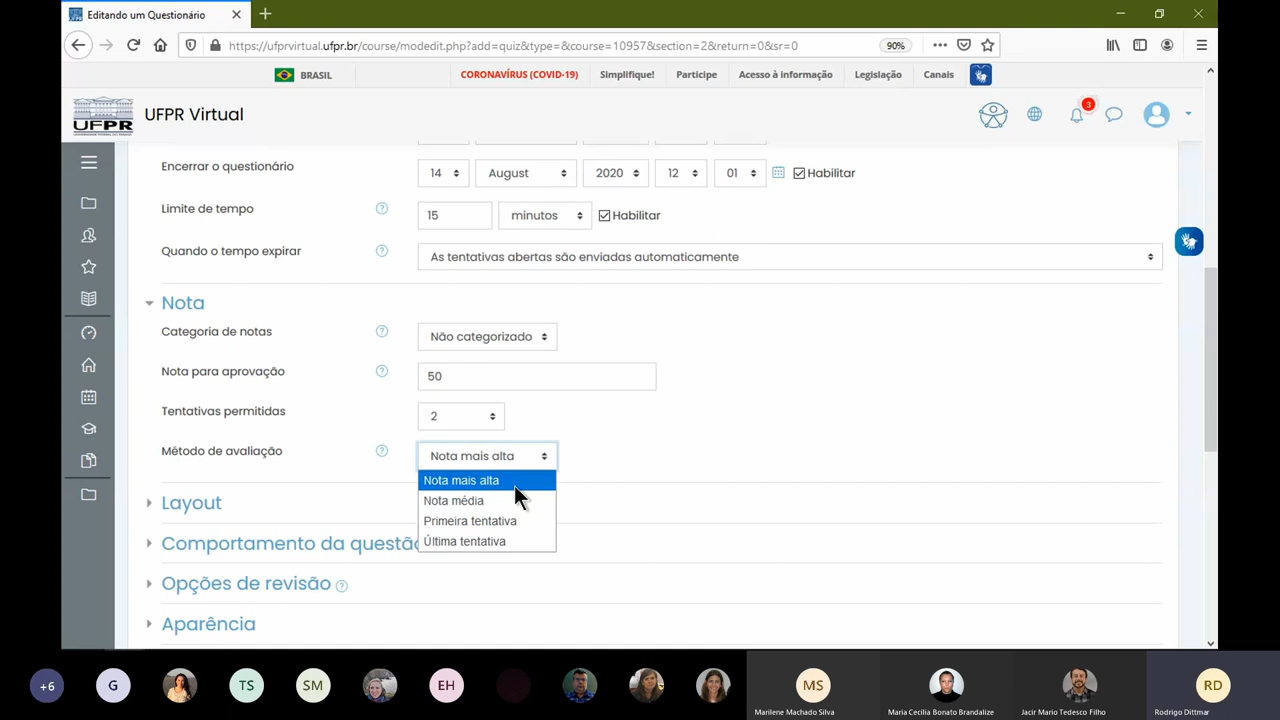 Editando um Questionário
https://ufprvirtual.ufpr.br/course/modedit.php?add=quiz&type=&course=10957&section=2&return=0&sr=0
90%
BRASIL
CORONAVÍRUS (COVID-19)
Simplifique!
Participe
Acesso à informação
Legislação
Canais
UFPR
UFPR Virtual
3
Encerrar o questionário
14
August
2020
12
01
Habilitar
Limite de tempo
15
minutos
Habilitar
Quando o tempo expirar
As tentativas abertas são enviadas automaticamente
Nota
Categoria de notas
Não categorizado
Nota para aprovação
50
Tentativas permitidas
2
Método de avaliação
Nota mais alta
Nota mais alta
Nota média
Primeira tentativa
Última tentativa
Layout
Comportamento da questão
Opções de revisão
Aparência
+6
G
TS
SM
EH
MS
RD
Marilene Machado Silva
Maria Cecilia Bonato Brandalize
Jacir Mario Tedesco Filho
Rodrigo Dittmar